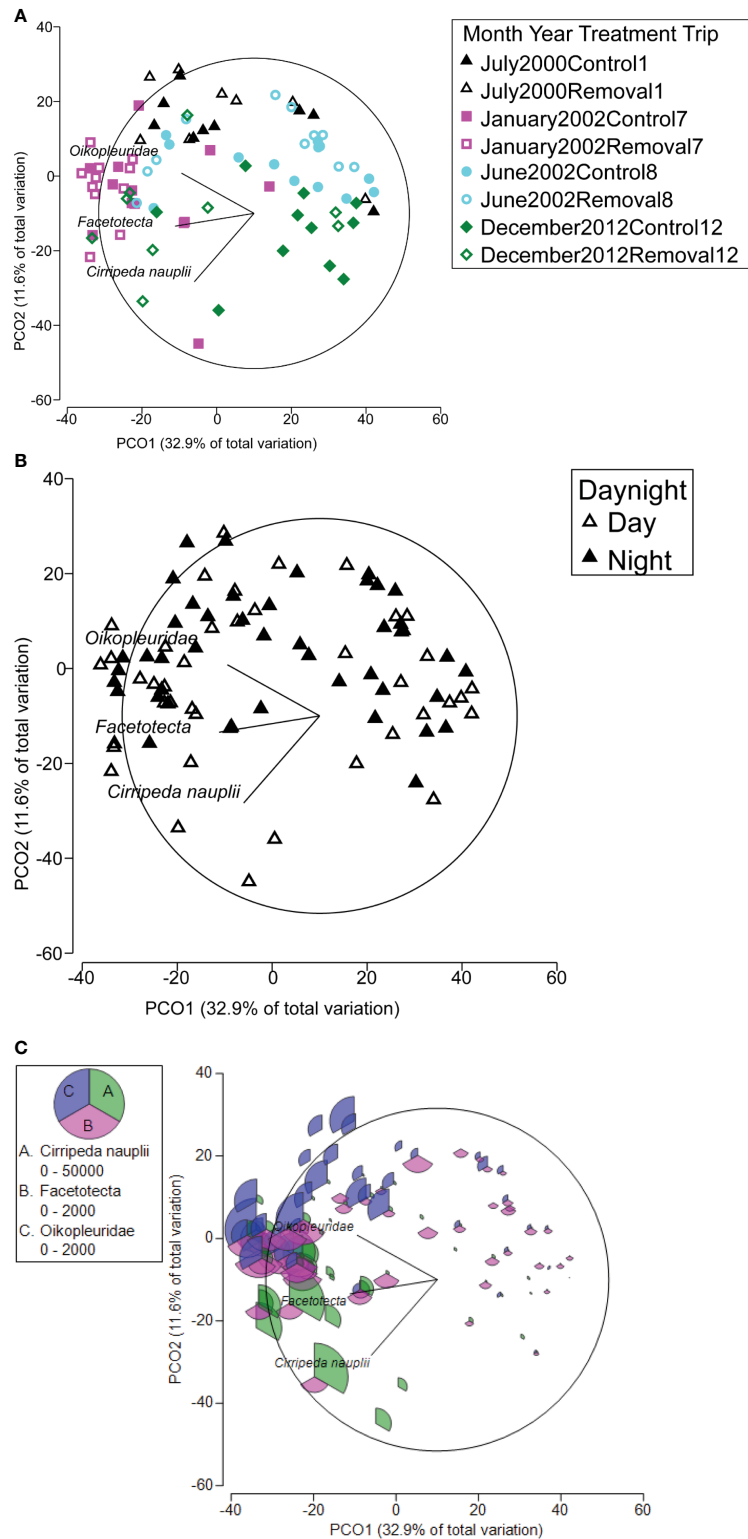 A
Month Year Treatment Trip
July2000Control1
July2000Removal1
January2002Control7
January2002Removal7
June2002Control8
June2002Removal8
December2012Control12
December2012Removal12
40
20
0
-20
-40
-60
PCO2 (11.6% of total variation)
Oikopleuridae
Facetotecta
Cirripeda nauplii
-40
-20
0
20
40
60
PCO1 (32.9% of total variation)
B
Daynight
Day
Night
40
20
0
-20
-40
-60
PCO2 (11.6% of total variation)
Oikopleuridae
Facetotecta
Cirripeda nauplii
-40
-20
0
20
40
60
PCO1 (32.9% of total variation)
C
C
A
B
A. Cirripeda nauplii
0 - 50000
B. Facetotecta
0 - 2000
C. Oikopleuridae
0 - 2000
40
20
0
-20
-40
-60
PCO2 (11.6% of total variation)
Oikopleuridae
Facetotecta
Cirripeda nauplii
-40
-20
0
20
40
60
PCO1 (32.9% of total variation)